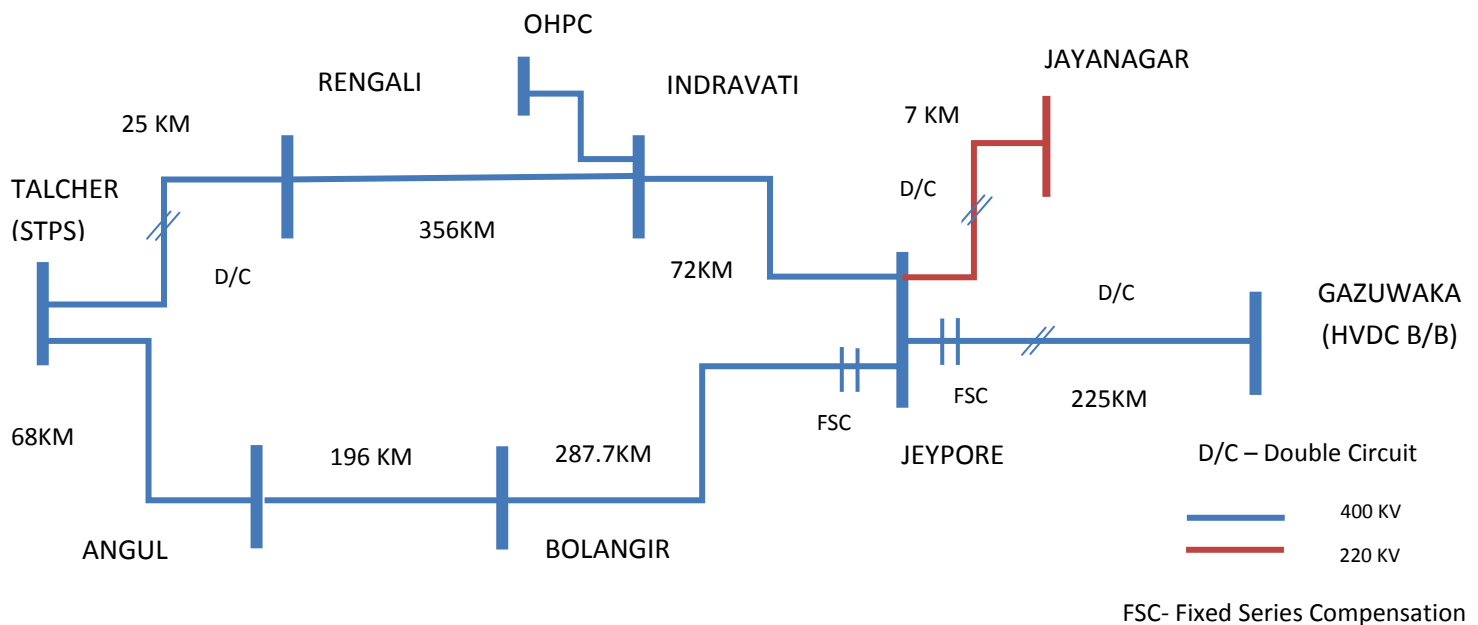 OHPC
RENGALI
INDRAVATI
JAYANAGAR
25 KM
7 KM
TALCHER
(STPS)
D/C
356KM
D/C
72KM
D/C
GAZUWAKA
(HVDC B/B)
FSC
225KM
FSC
68KM
196 KM
287.7KM
JEYPORE
D/C – Double Circuit
400 KV
ANGUL
BOLANGIR
220 KV
FSC- Fixed Series Compensation